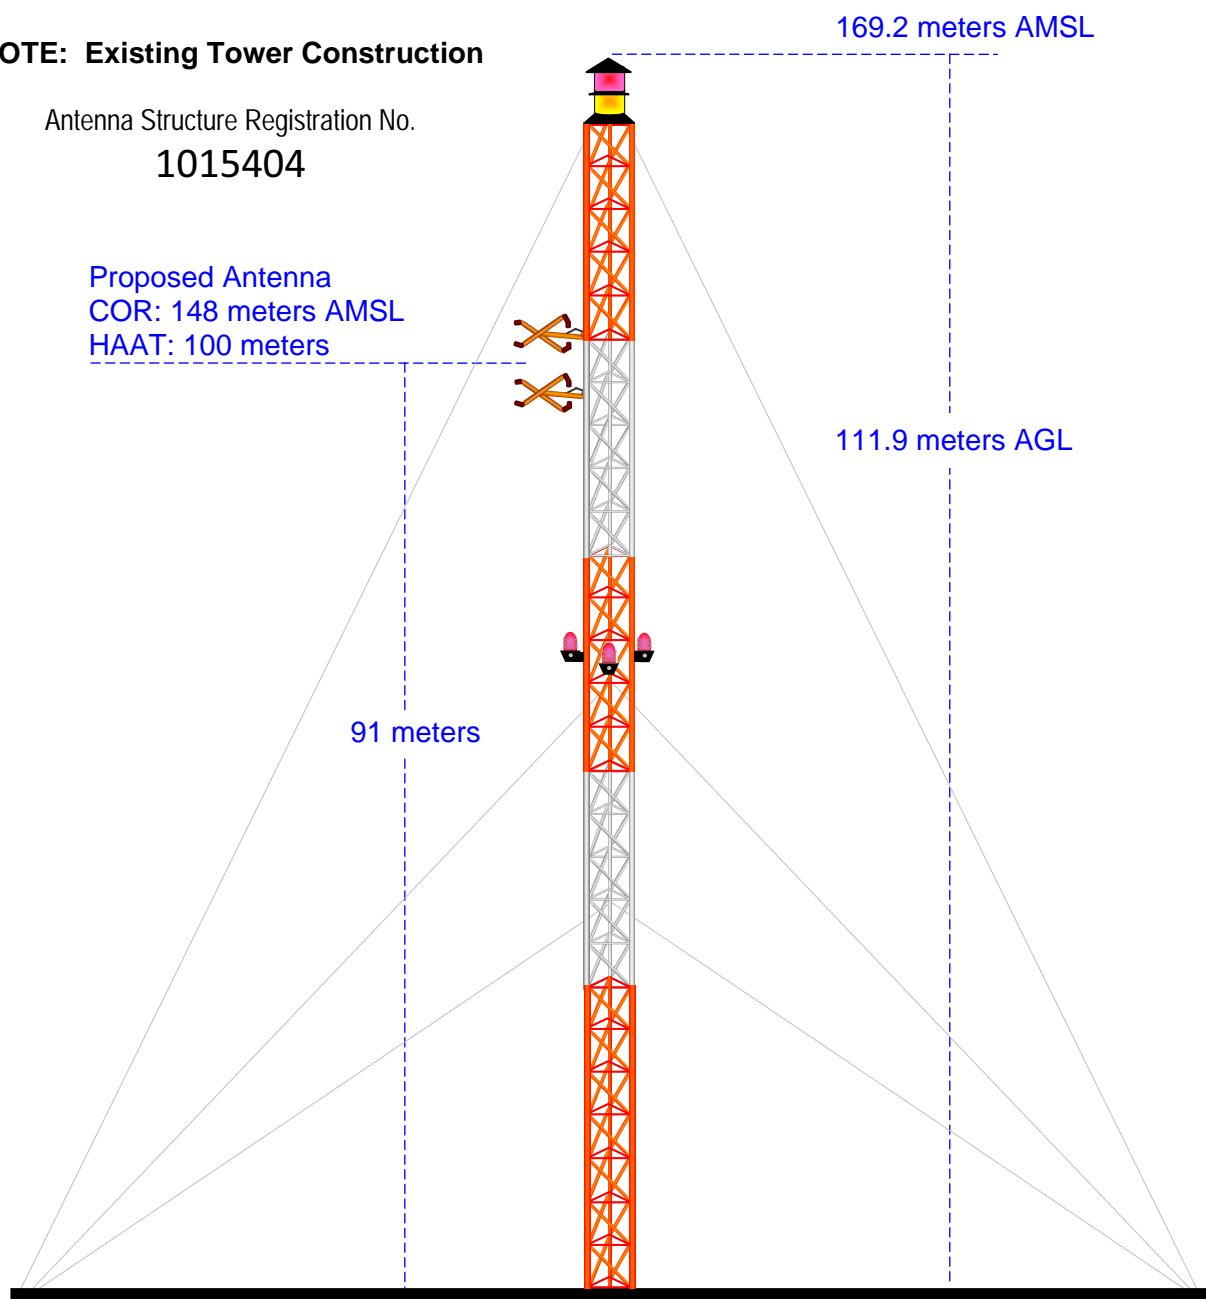 OTE: Existing Tower Construction
169.2 meters AMSL
Antenna Structure Registration No.
1015404
Proposed Antenna
COR: 148 meters AMSL
HAAT: 100 meters
111.9 meters AGL
91 meters